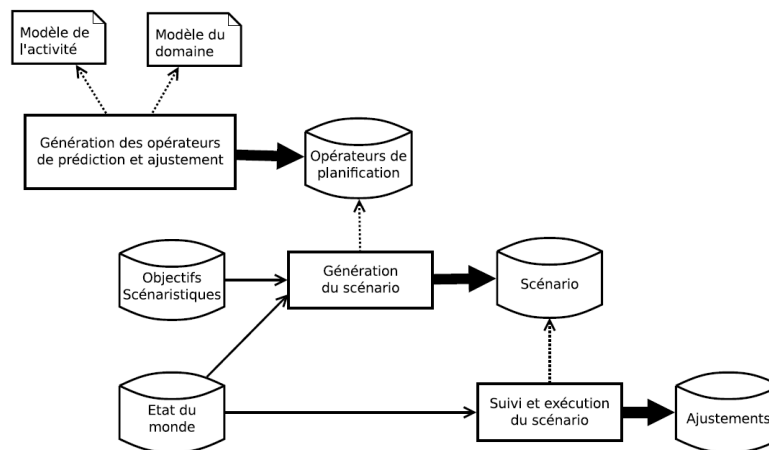 Modèle de
l'activité
Modèle du
domaine
Génération des opérateurs
de prédiction et ajustement
Opérateurs de
planification
Objectifs
Scénaristiques
Génération
du scénario
Scénario
Etat du
monde
Suivi et exécution
du scénario
Ajustements